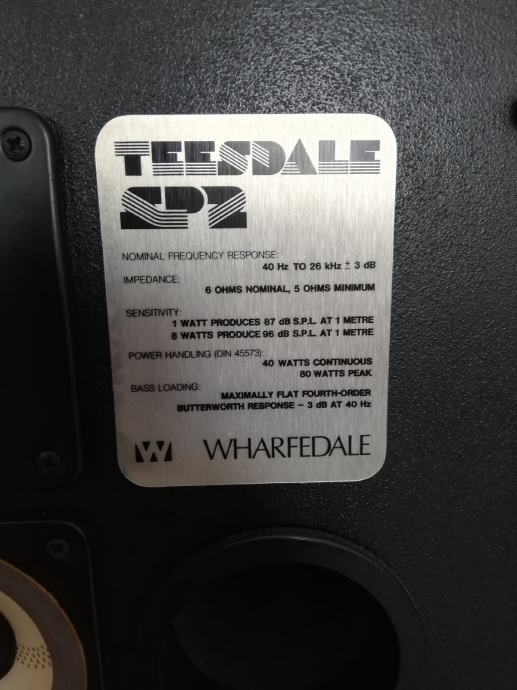 TEESDALE
SP2
NOMINAL FREQUENCY RESPONSE:
40 Hz TO 26 kHz ± 3 dB
IMPEDANCE:
6 OHMS NOMINAL, 5 OHMS MINIMUM
SENSITIVITY:
1 WATT PRODUCES 87 dB S.P.L. AT 1 METRE
8 WATTS PRODUCE 96 dB S.P.L. AT 1 METRE
POWER HANDLING (DIN 45573):
40 WATTS CONTINUOUS
80 WATTS PEAK
BASS LOADING:
MAXIMALLY FLAT FOURTH-ORDER
BUTTERWORTH RESPONSE – 3 dB AT 40 Hz
W WHARFEDALE